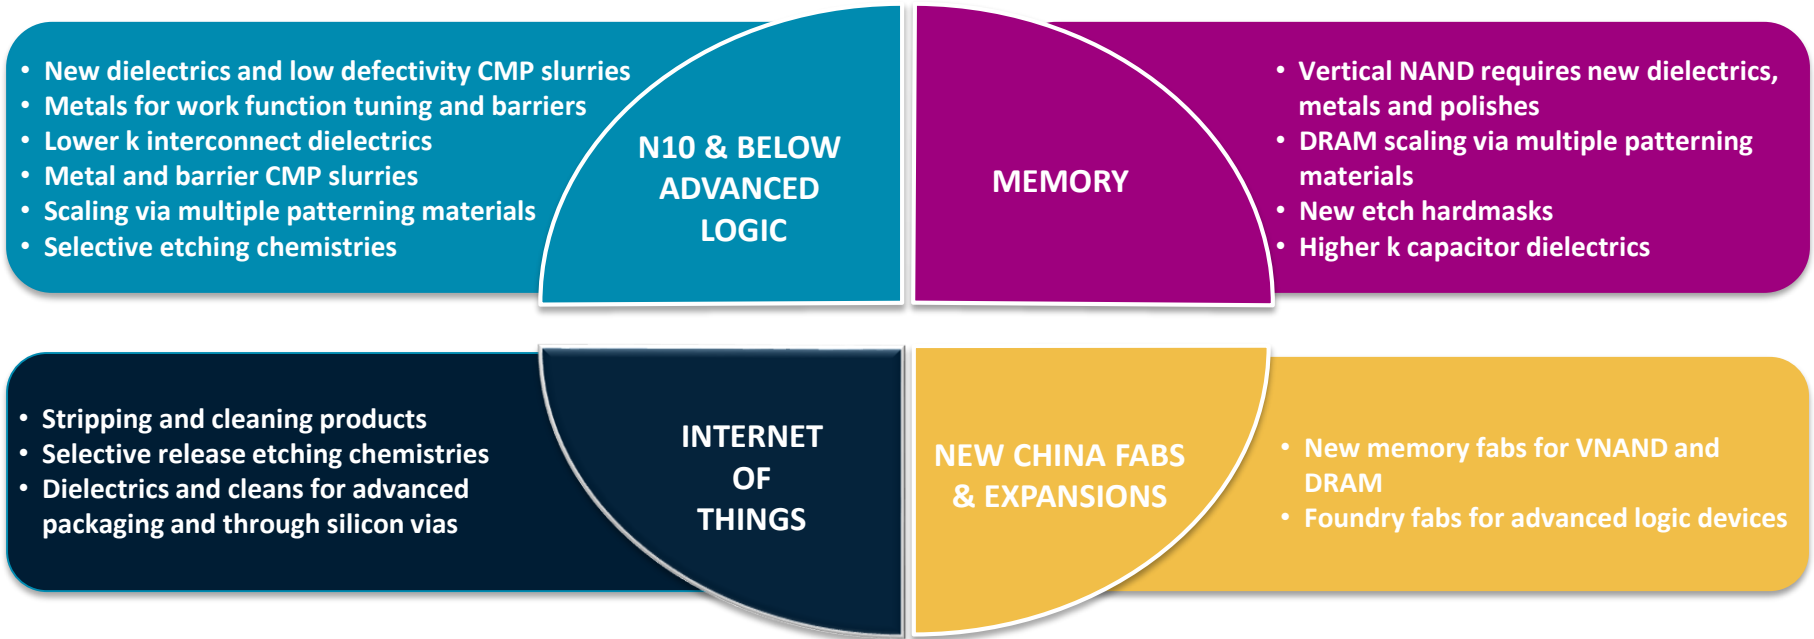 • New dielectrics and low defectivity CMP slurries
• Metals for work function tuning and barriers
• Lower k interconnect dielectrics
• Metal and barrier CMP slurries
• Scaling via multiple patterning materials
• Selective etching chemistries
N10 & BELOW
ADVANCED
LOGIC
MEMORY
• Vertical NAND requires new dielectrics,
metals and polishes
• DRAM scaling via multiple patterning
materials
• New etch hardmasks
• Higher k capacitor dielectrics
• Stripping and cleaning products
• Selective release etching chemistries
• Dielectrics and cleans for advanced
packaging and through silicon vias
INTERNET
OF
THINGS
NEW CHINA FABS
& EXPANSIONS
• New memory fabs for VNAND and
DRAM
• Foundry fabs for advanced logic devices